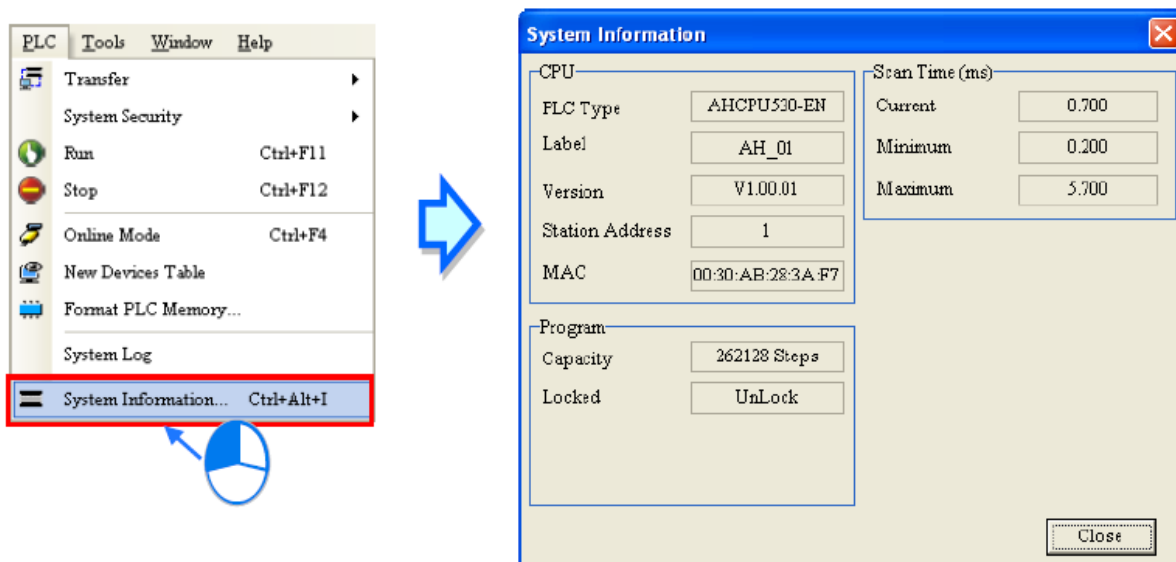 PLC Tools Window Help
Transfer
System Security
Run Ctrl+F11
Stop Ctrl+F12
Online Mode Ctrl+F4
New Devices Table
Format PLC Memory...
System Log
System Information... Ctrl+Alt+I
System Information
CPU
PLC Type AHCPU530-EN
Label AH_01
Version V1.00.01
Station Address 1
MAC 00:30:AB:28:3A:F7
Program
Capacity 262128 Steps
Locked UnLock
Scan Time (ms)
Current 0.700
Minimum 0.200
Maximum 5.700
Close